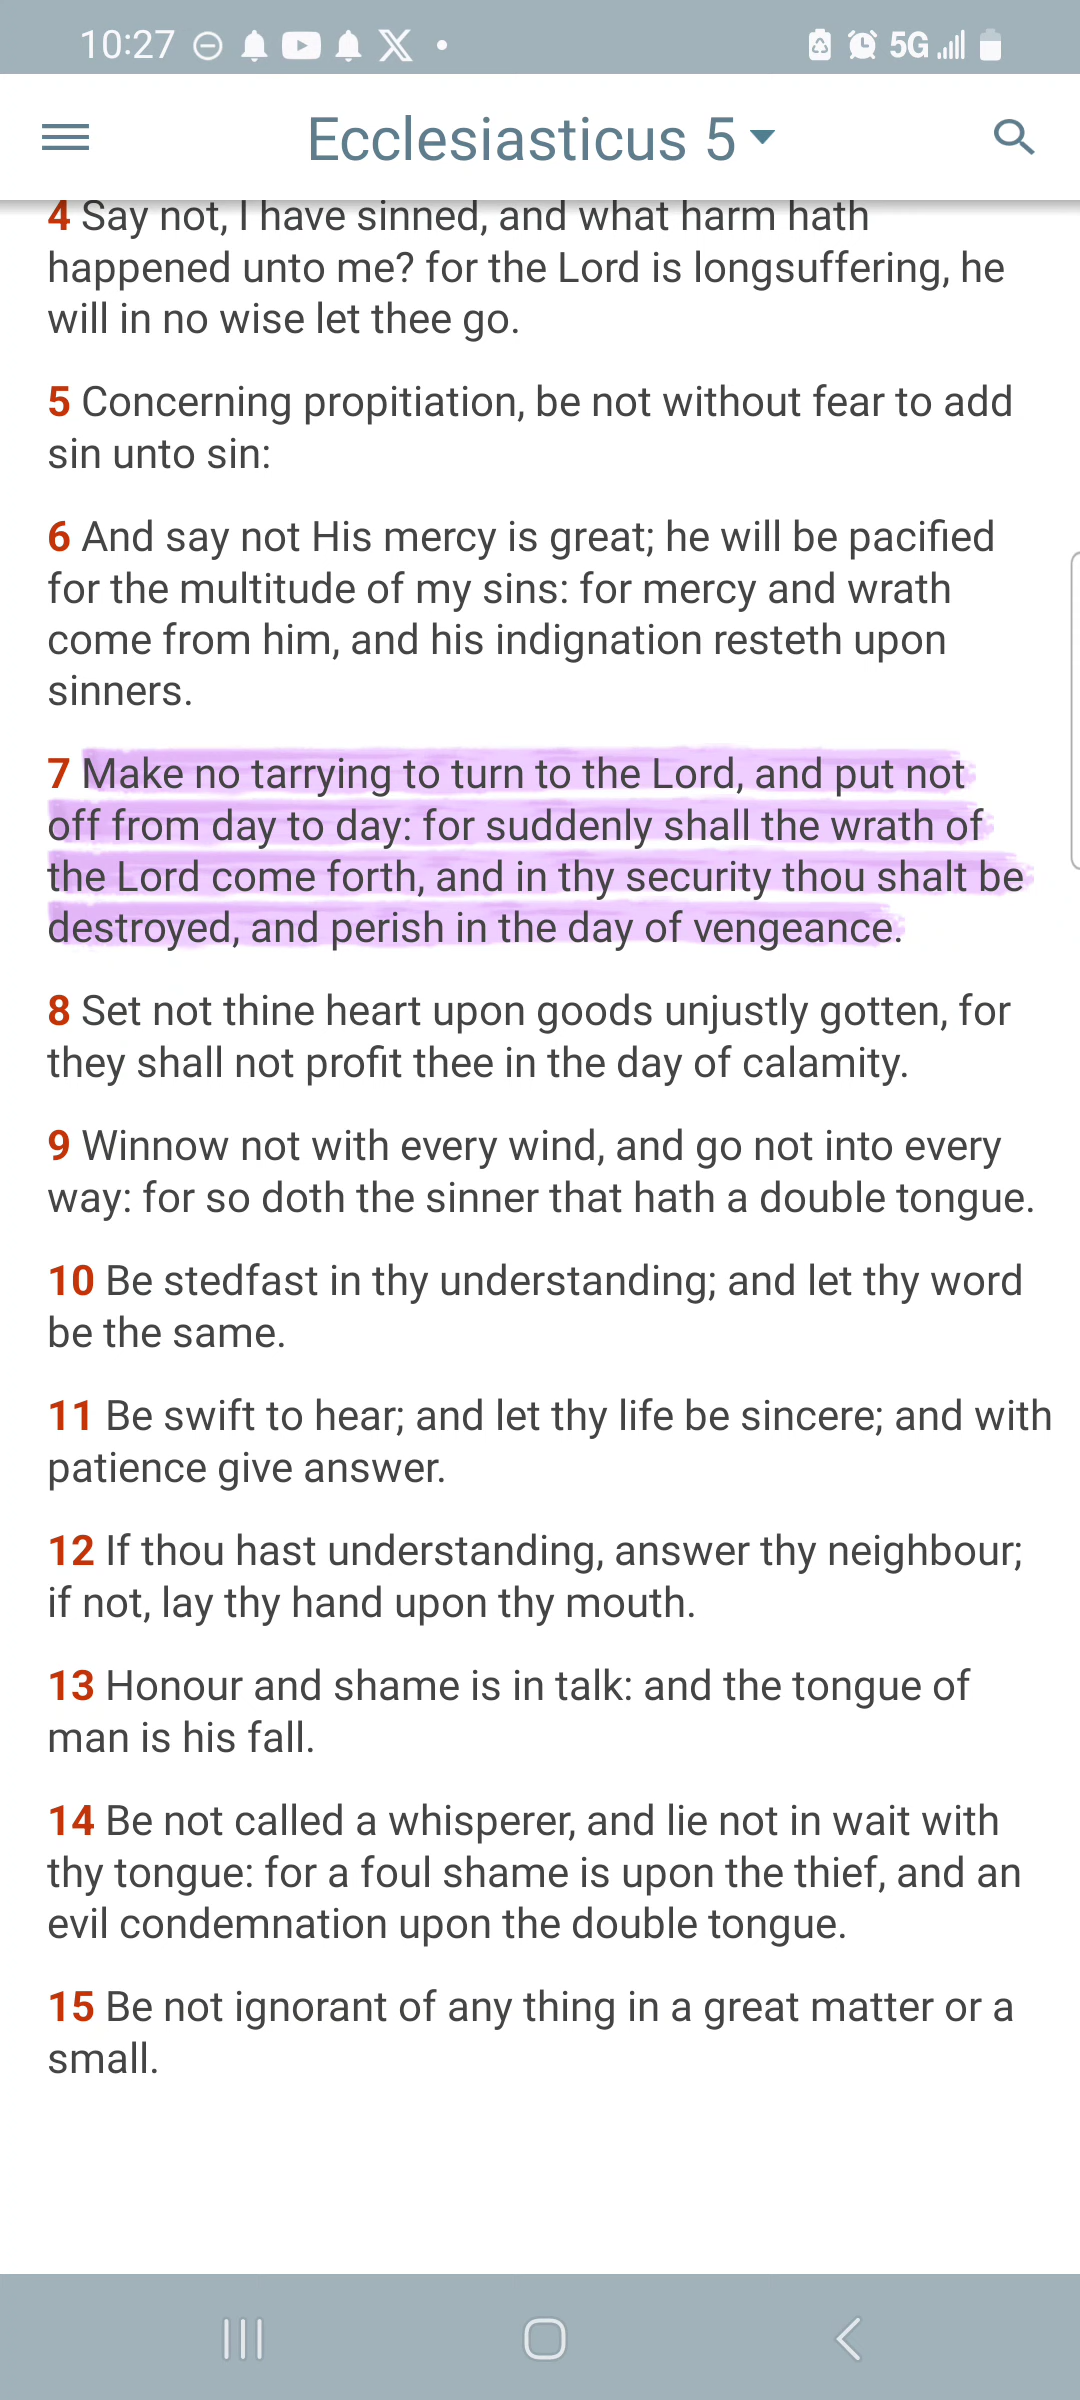 10:27 5G
Ecclesiasticus 5
4 Say not, I have sinned, and what harm hath
happened unto me? for the Lord is longsuffering, he
will in no wise let thee go.
5 Concerning propitiation, be not without fear to add
sin unto sin:
6 And say not His mercy is great; he will be pacified
for the multitude of my sins: for mercy and wrath
come from him, and his indignation resteth upon
sinners.
7 Make no tarrying to turn to the Lord, and put not
off from day to day: for suddenly shall the wrath of
the Lord come forth, and in thy security thou shalt be
destroyed, and perish in the day of vengeance.
8 Set not thine heart upon goods unjustly gotten, for
they shall not profit thee in the day of calamity.
9 Winnow not with every wind, and go not into every
way: for so doth the sinner that hath a double tongue.
10 Be stedfast in thy understanding; and let thy word
be the same.
11 Be swift to hear; and let thy life be sincere; and with
patience give answer.
12 If thou hast understanding, answer thy neighbour;
if not, lay thy hand upon thy mouth.
13 Honour and shame is in talk: and the tongue of
man is his fall.
14 Be not called a whisperer, and lie not in wait with
thy tongue: for a foul shame is upon the thief, and an
evil condemnation upon the double tongue.
15 Be not ignorant of any thing in a great matter or a
small.